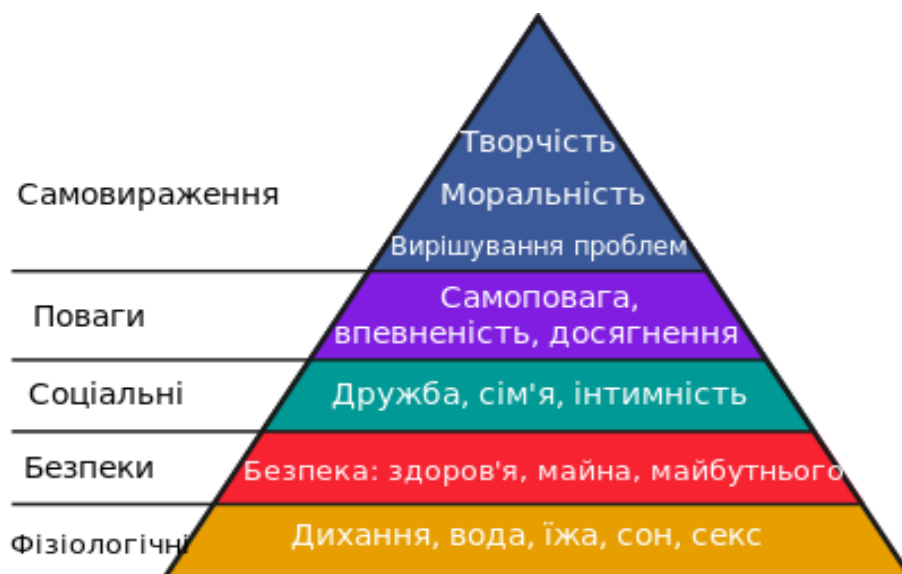 Творчість
Самовираження
Моральність
Вирішування проблем
Поваги
Самоповага,
впевненість, досягнення
Соціальні
Дружба, сім'я, інтимність
Безпеки
Безпека: здоров'я, майна, майбутнього
Фізіологічні
Дихання, вода, їжа, сон, секс